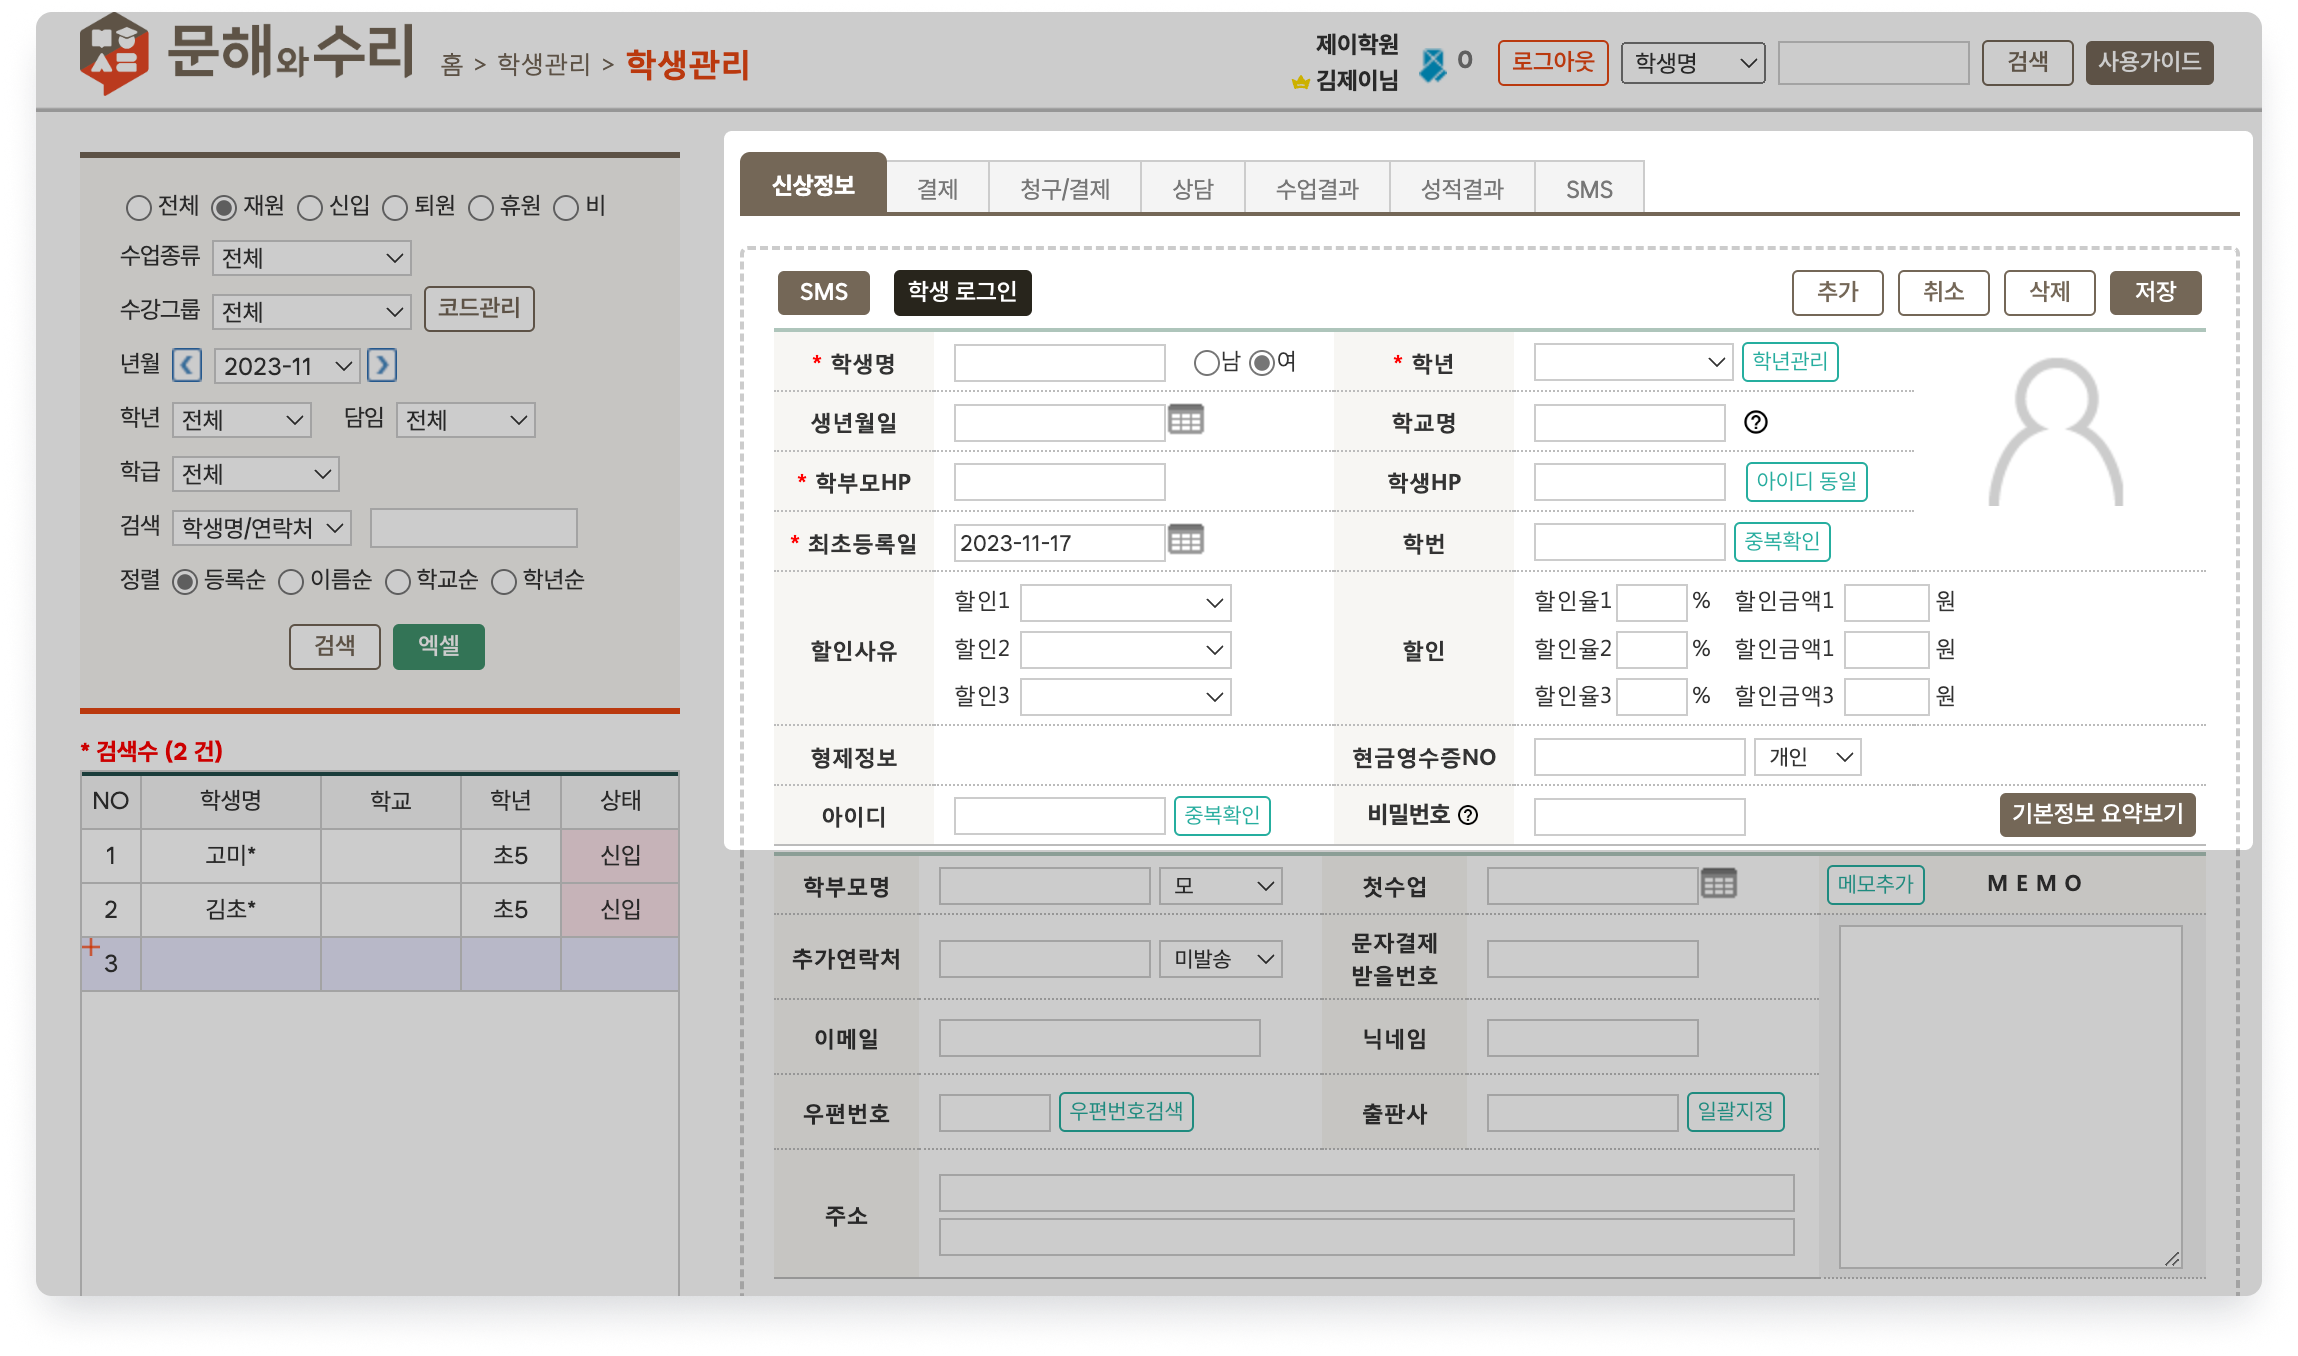 문해와수리
홈 > 학생관리 > 학생관리
제이학원
김제이님
0
로그아웃
학생명
검색
사용가이드
전체 재원 신입 퇴원 휴원 비
수업종류 전체
수강그룹 전체 코드관리
년월 2023-11
학년 전체 담임 전체
학급 전체
검색 학생명/연락처
정렬 등록순 이름순 학교순 학년순
검색 엑셀
* 검색수 (2 건)
NO 학생명 학교 학년 상태
1 고미* 초5 신입
2 김초* 초5 신입
+ 3
신상정보 결제 청구/결제 상담 수업결과 성적결과 SMS
SMS 학생 로그인 추가 취소 삭제 저장
* 학생명 남 여 * 학년 학년관리
생년월일 학교명 ?
* 학부모HP 학생HP 아이디 동일
* 최초등록일 2023-11-17 학번 중복확인
할인사유 할인1 할인 할인율1 % 할인금액1 원
할인2 할인율2 % 할인금액1 원
할인3 할인율3 % 할인금액3 원
형제정보 현금영수증NO 개인
아이디 중복확인 비밀번호 ? 기본정보 요약보기
학부모명 모 첫수업 메모추가 MEMO
추가연락처 미발송 문자결제
받을번호
이메일 닉네임
우편번호 우편번호검색 출판사 일괄지정
주소